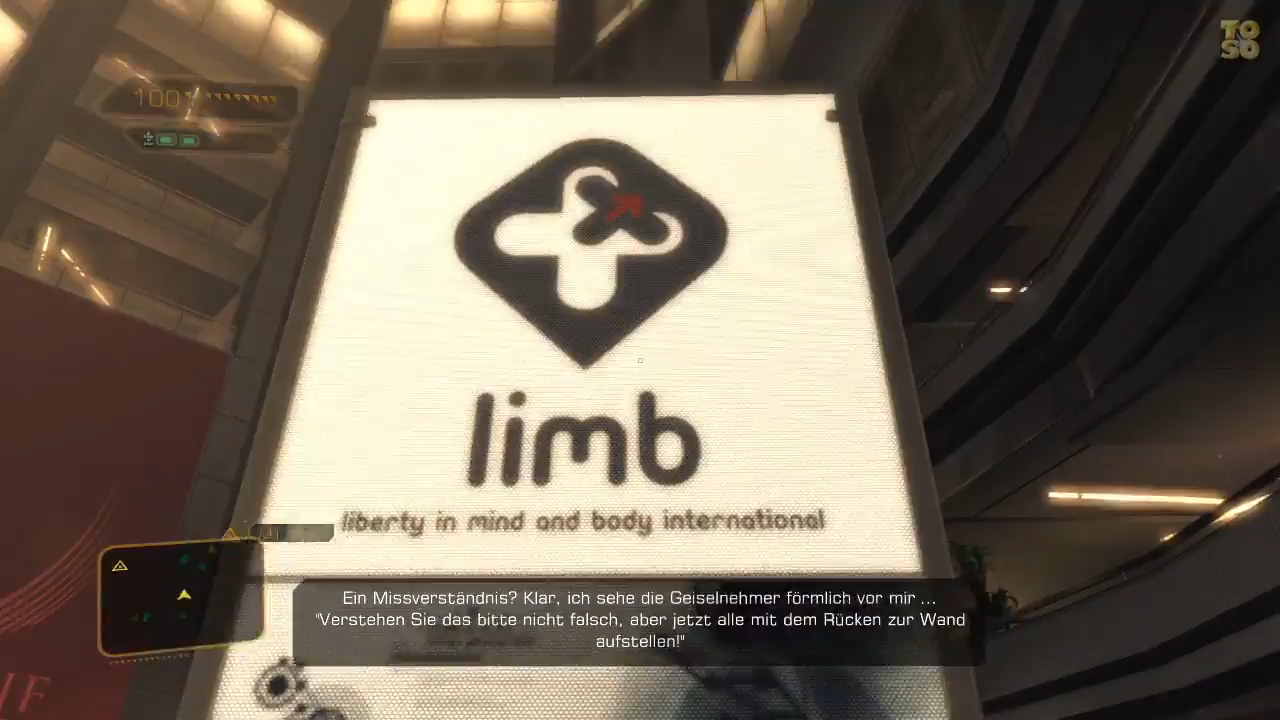 TO
SO
100
limb
liberty in mind and body international
Ein Missverständnis? Klar, ich sehe die Geiselnehmer förmlich vor mir ...
"Verstehen Sie das bitte nicht falsch, aber jetzt alle mit dem Rücken zur Wand
aufstellen!"